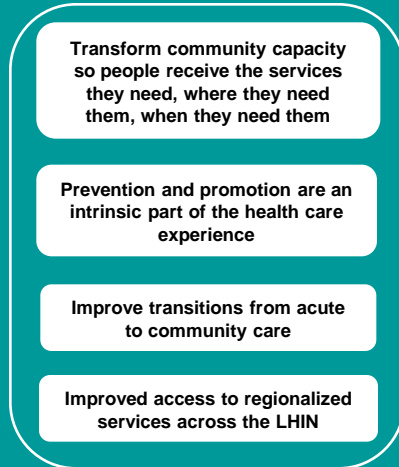 Transform community capacity
so people receive the services
they need, where they need
them, when they need them
Prevention and promotion are an
intrinsic part of the health care
experience
Improve transitions from acute
to community care
Improved access to regionalized
services across the LHIN